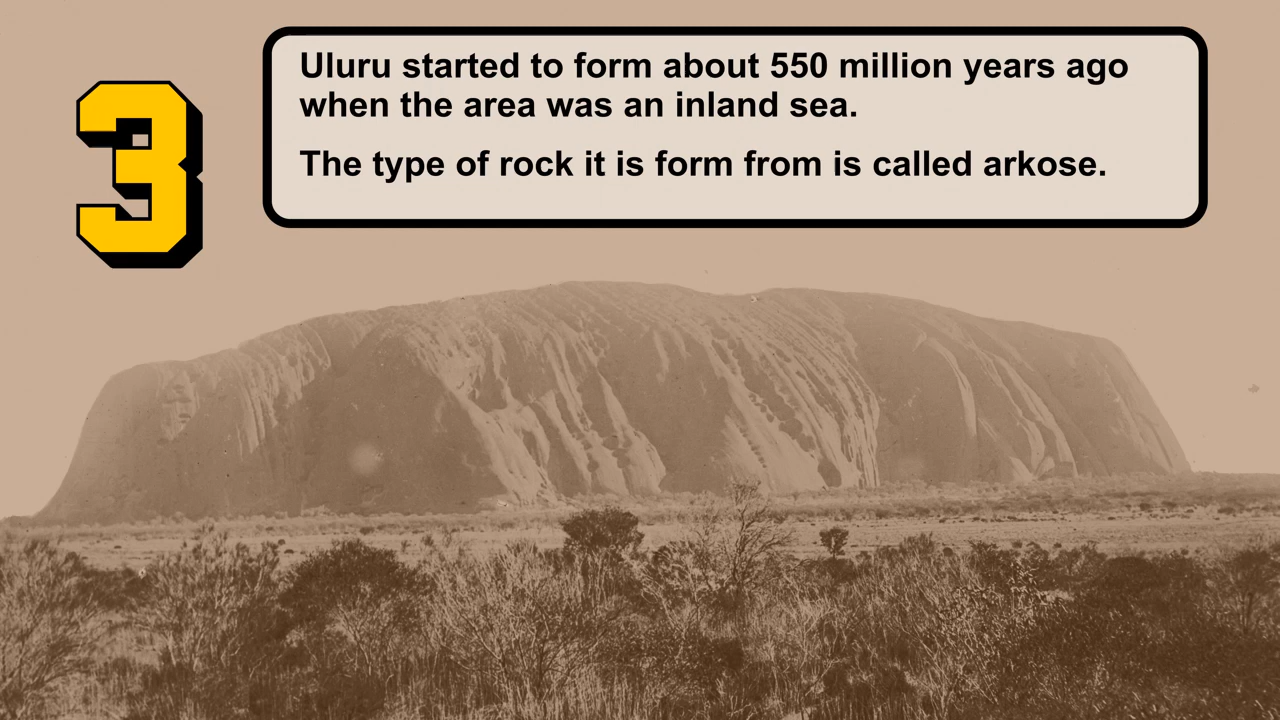 3
Uluru started to form about 550 million years ago
when the area was an inland sea.
The type of rock it is form from is called arkose.